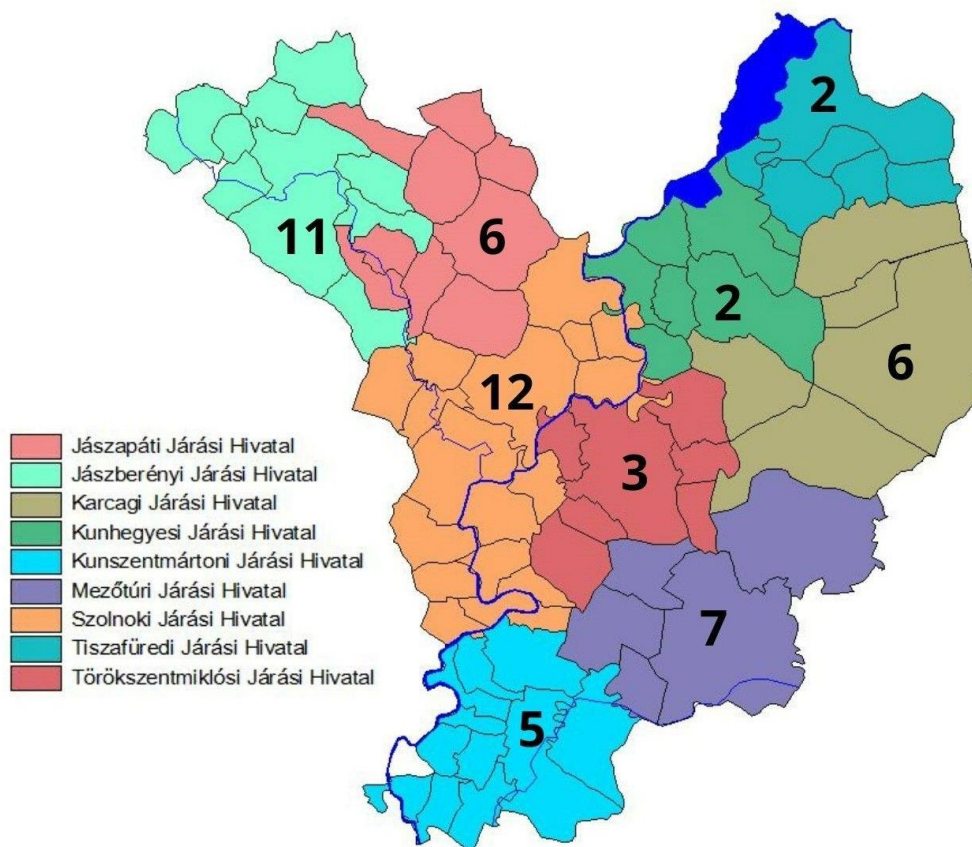 2
11
6
2
12
6
3
7
5
Jászapáti Járási Hivatal
Jászberényi Járási Hivatal
Karcagi Járási Hivatal
Kunhegyesi Járási Hivatal
Kunszentmártoni Járási Hivatal
Mezőtúri Járási Hivatal
Szolnoki Járási Hivatal
Tiszafüredi Járási Hivatal
Törökszentmiklósi Járási Hivatal